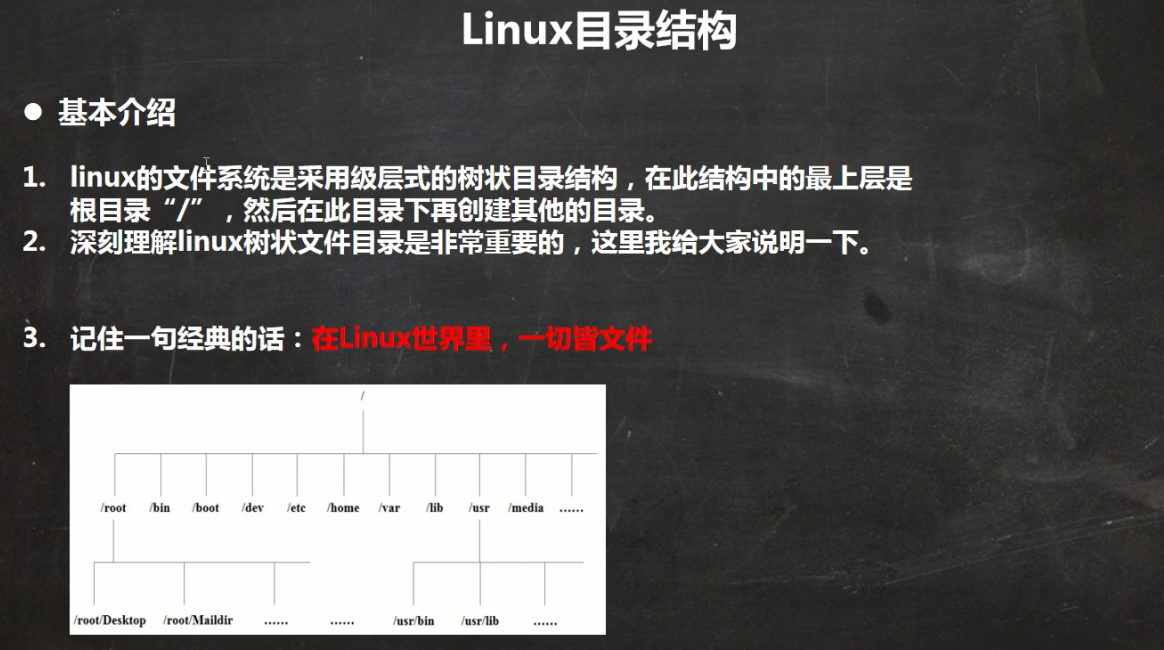 Linux目录结构
● 基本介绍
1. linux的文件系统是采用级层式的树状目录结构，在此结构中的最上层是
根目录“/”，然后在此目录下再创建其他的目录。
2. 深刻理解linux树状文件目录是非常重要的，这里我给大家说明一下。
3. 记住一句经典的话：在Linux世界里，一切皆文件
/
/root /bin /boot /dev /etc /home /var /lib /usr /media ……
/root/Desktop /root/Maildir …… …… /usr/bin /usr/lib ……